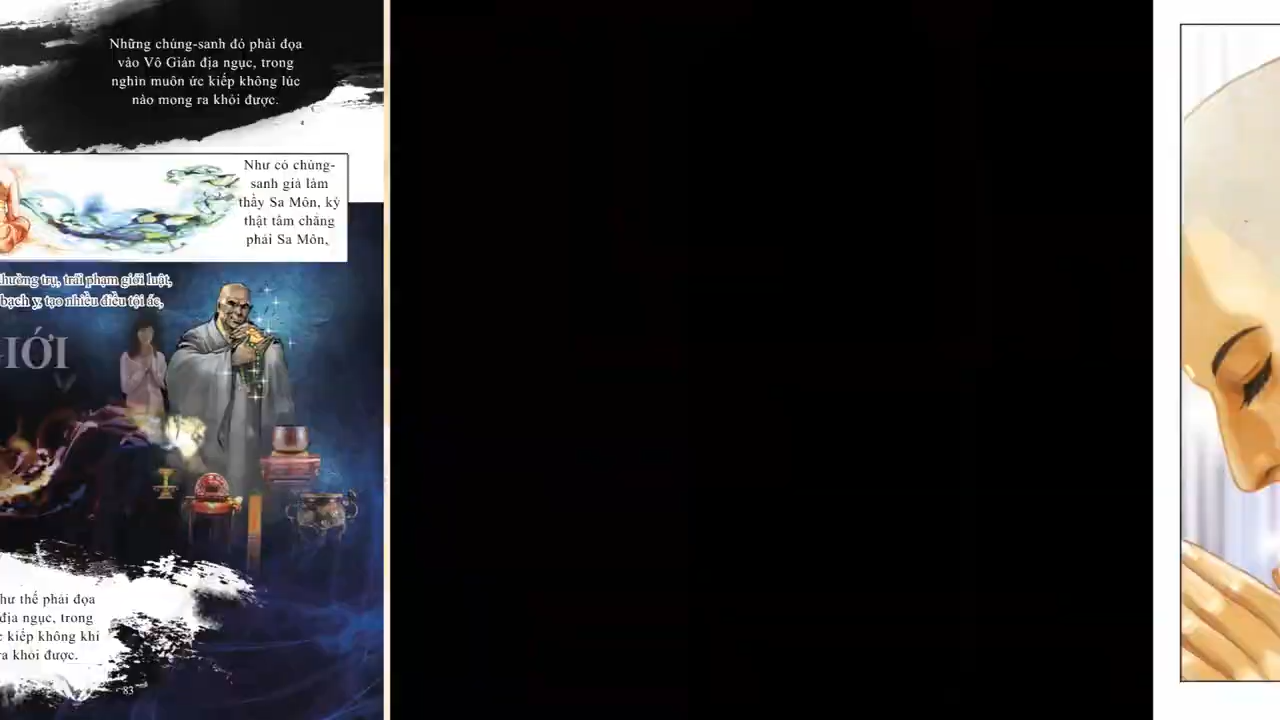 Những chúng-sanh đó phải đọa
vào Vô Gián địa ngục, trong
nghìn muôn ức kiếp không lúc
nào mong ra khỏi được.
4
Như có chúng-
sanh giả làm
thầy Sa Môn, kỳ
thật tâm chẳng
phải Sa Môn,
thường trụ, trái phạm giới luật,
bạch y, tạo nhiều điều tội ác,
GIỚI
hư thế phải đọa
địa ngục, trong
c kiếp không khi
ra khỏi được.
83